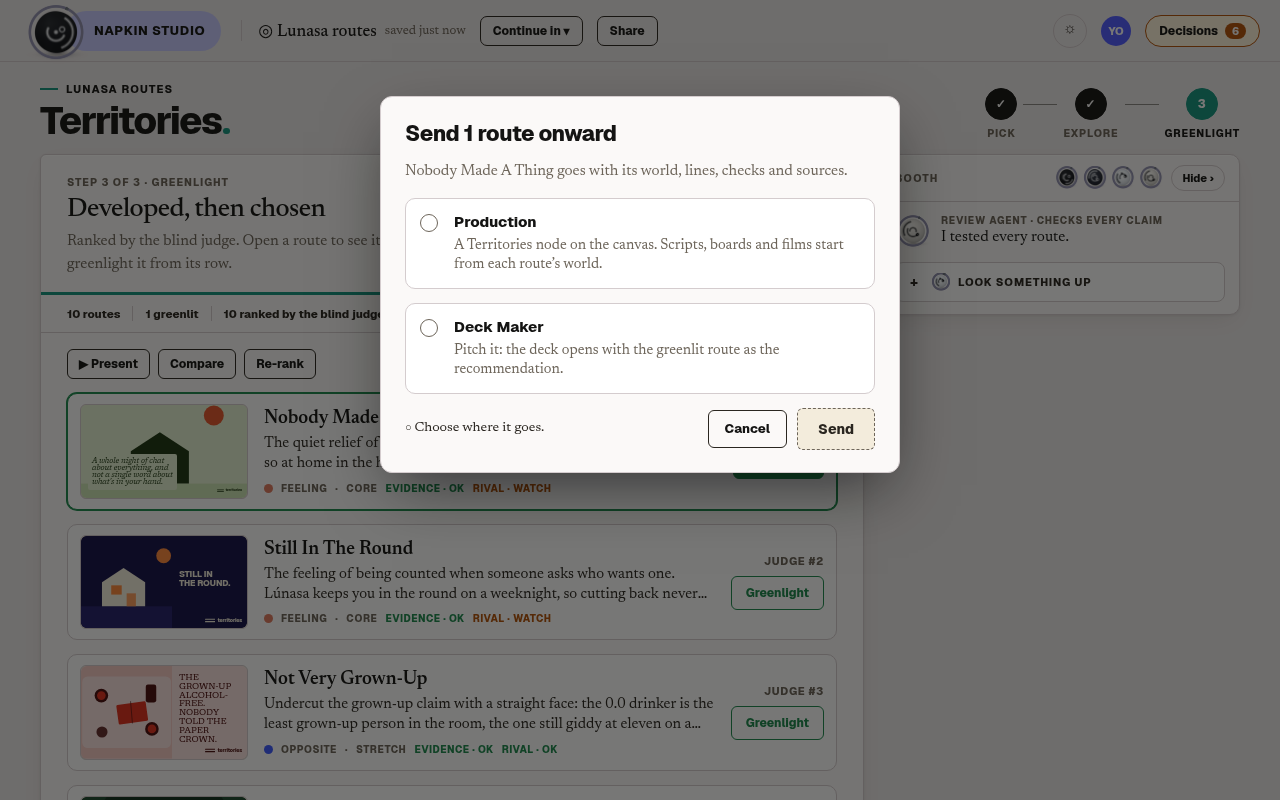 NAPKIN STUDIO
◎ Lunasa routes
saved just now
Continue in ▾
Share
☼
YO
Decisions 6
LUNASA ROUTES
Territories.
✓
✓
3
PICK
EXPLORE
GREENLIGHT
STEP 3 OF 3 · GREENLIGHT
Developed, then chosen
Ranked by the blind judge. Open a route to see it
greenlight it from its row.
10 routes
1 greenlit
10 ranked by the blind judge
▶ Present
Compare
Re-rank
Send 1 route onward
Nobody Made A Thing goes with its world, lines, checks and sources.
Production
A Territories node on the canvas. Scripts, boards and films start
from each route’s world.
Deck Maker
Pitch it: the deck opens with the greenlit route as the
recommendation.
○ Choose where it goes.
Cancel
Send
BOOTH
Hide ›
REVIEW AGENT · CHECKS EVERY CLAIM
I tested every route.
+ LOOK SOMETHING UP
A whole night of chat
about everything, and
not a single word about
what's in your hand.
territories
Nobody Made
The quiet relief of
so at home in the
FEELING · CORE EVIDENCE · OK RIVAL · WATCH
STILL IN
THE ROUND.
territories
Still In The Round
The feeling of being counted when someone asks who wants one.
Lúnasa keeps you in the round on a weeknight, so cutting back never…
FEELING · CORE EVIDENCE · OK RIVAL · WATCH
JUDGE #2
Greenlight
THE
GROWN-UP
ALCOHOL-
FREE.
NOBODY
TOLD THE
PAPER
CROWN.
territories
Not Very Grown-Up
Undercut the grown-up claim with a straight face: the 0.0 drinker is the
least grown-up person in the room, the one still giddy at eleven on a…
OPPOSITE · STRETCH EVIDENCE · OK RIVAL · OK
JUDGE #3
Greenlight